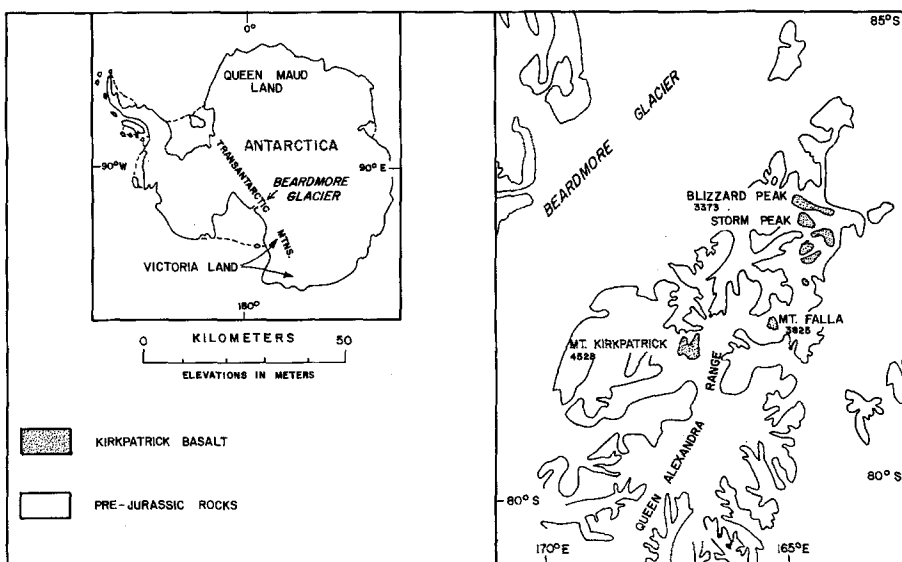 0°
QUEEN MAUD
LAND
ANTARCTICA
90°W
90° E
TRANSANTARCTIC
MTNS.
BEARDMORE
GLACIER
VICTORIA LAND
180°
0 KILOMETERS 50
ELEVATIONS IN METERS
KIRKPATRICK BASALT
PRE-JURASSIC ROCKS
85° S
BEARDMORE GLACIER
BLIZZARD PEAK
3373
STORM PEAK
MT. FALLA
3825
MT. KIRKPATRICK
4528
QUEEN ALEXANDRA RANGE
80° S
80° S
170° E
165° E